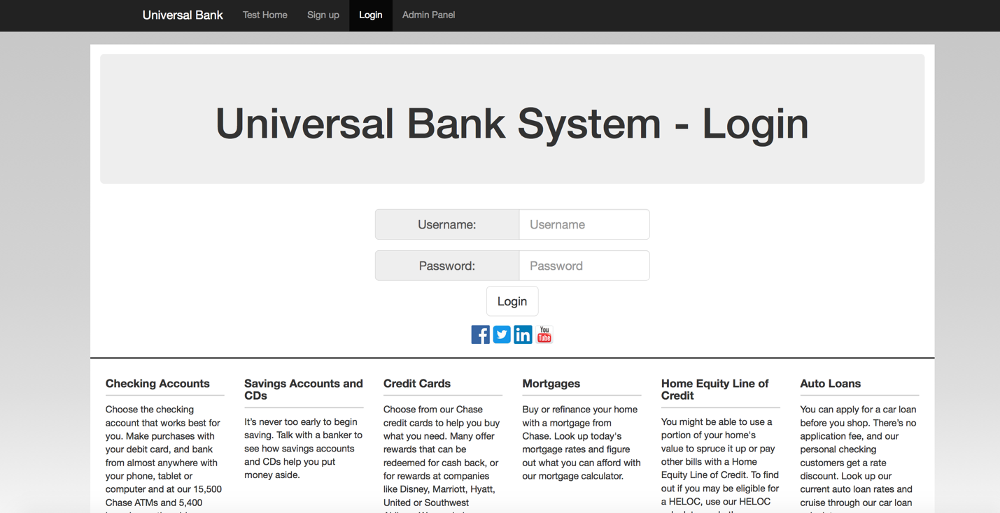 Universal Bank Test Home Sign up Login Admin Panel
Universal Bank System - Login
Username: Username
Password: Password
Login
You
Tube
Checking Accounts
Choose the checking
account that works best for
you. Make purchases with
your debit card, and bank
from almost anywhere with
your phone, tablet or
computer and at our 15,500
Chase ATMs and 5,400
Savings Accounts and
CDs
It’s never too early to begin
saving. Talk with a banker to
see how savings accounts
and CDs help you put
money aside.
Credit Cards
Choose from our Chase
credit cards to help you buy
what you need. Many offer
rewards that can be
redeemed for cash back, or
for rewards at companies
like Disney, Marriott, Hyatt,
United or Southwest
Mortgages
Buy or refinance your home
with a mortgage from
Chase. Look up today's
mortgage rates and figure
out what you can afford with
our mortgage calculator.
Home Equity Line of
Credit
You might be able to use a
portion of your home's
value to spruce it up or pay
other bills with a Home
Equity Line of Credit. To find
out if you may be eligible for
a HELOC, use our HELOC
Auto Loans
You can apply for a car loan
before you shop. There’s no
application fee, and our
personal checking
customers get a rate
discount. Look up our
current auto loan rates and
cruise through our car loan